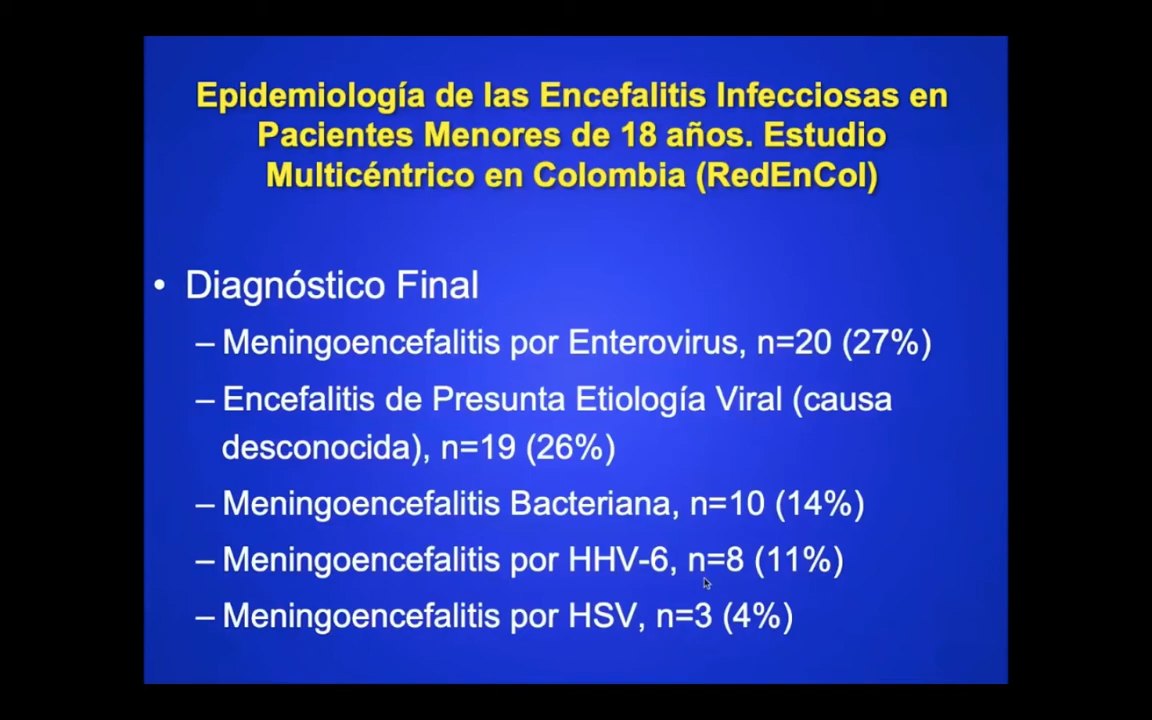 Epidemiología de las Encefalitis Infecciosas en
Pacientes Menores de 18 años. Estudio
Multicéntrico en Colombia (RedEnCol)
• Diagnóstico Final
– Meningoencefalitis por Enterovirus, n=20 (27%)
– Encefalitis de Presunta Etiología Viral (causa
desconocida), n=19 (26%)
– Meningoencefalitis Bacteriana, n=10 (14%)
– Meningoencefalitis por HHV-6, n=8 (11%)
– Meningoencefalitis por HSV, n=3 (4%)